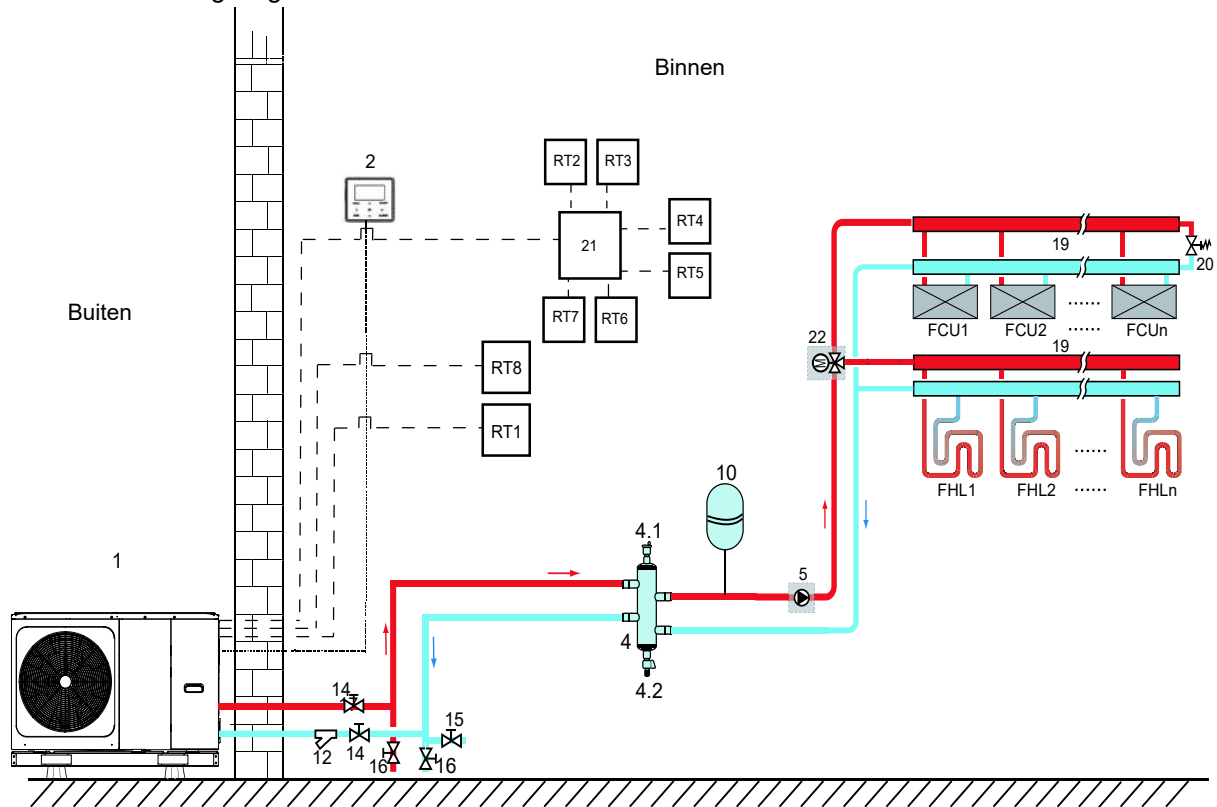 Binnen
Buiten
2
RT2
RT3
RT4
21
RT5
RT7
RT6
RT8
RT1
19
20
FCU1
FCU2
......
......
FCUn
22
19
M
FHL1
FHL2
......
......
FHLn
10
4.1
5
4
4.2
1
14
15
12
14
16
16